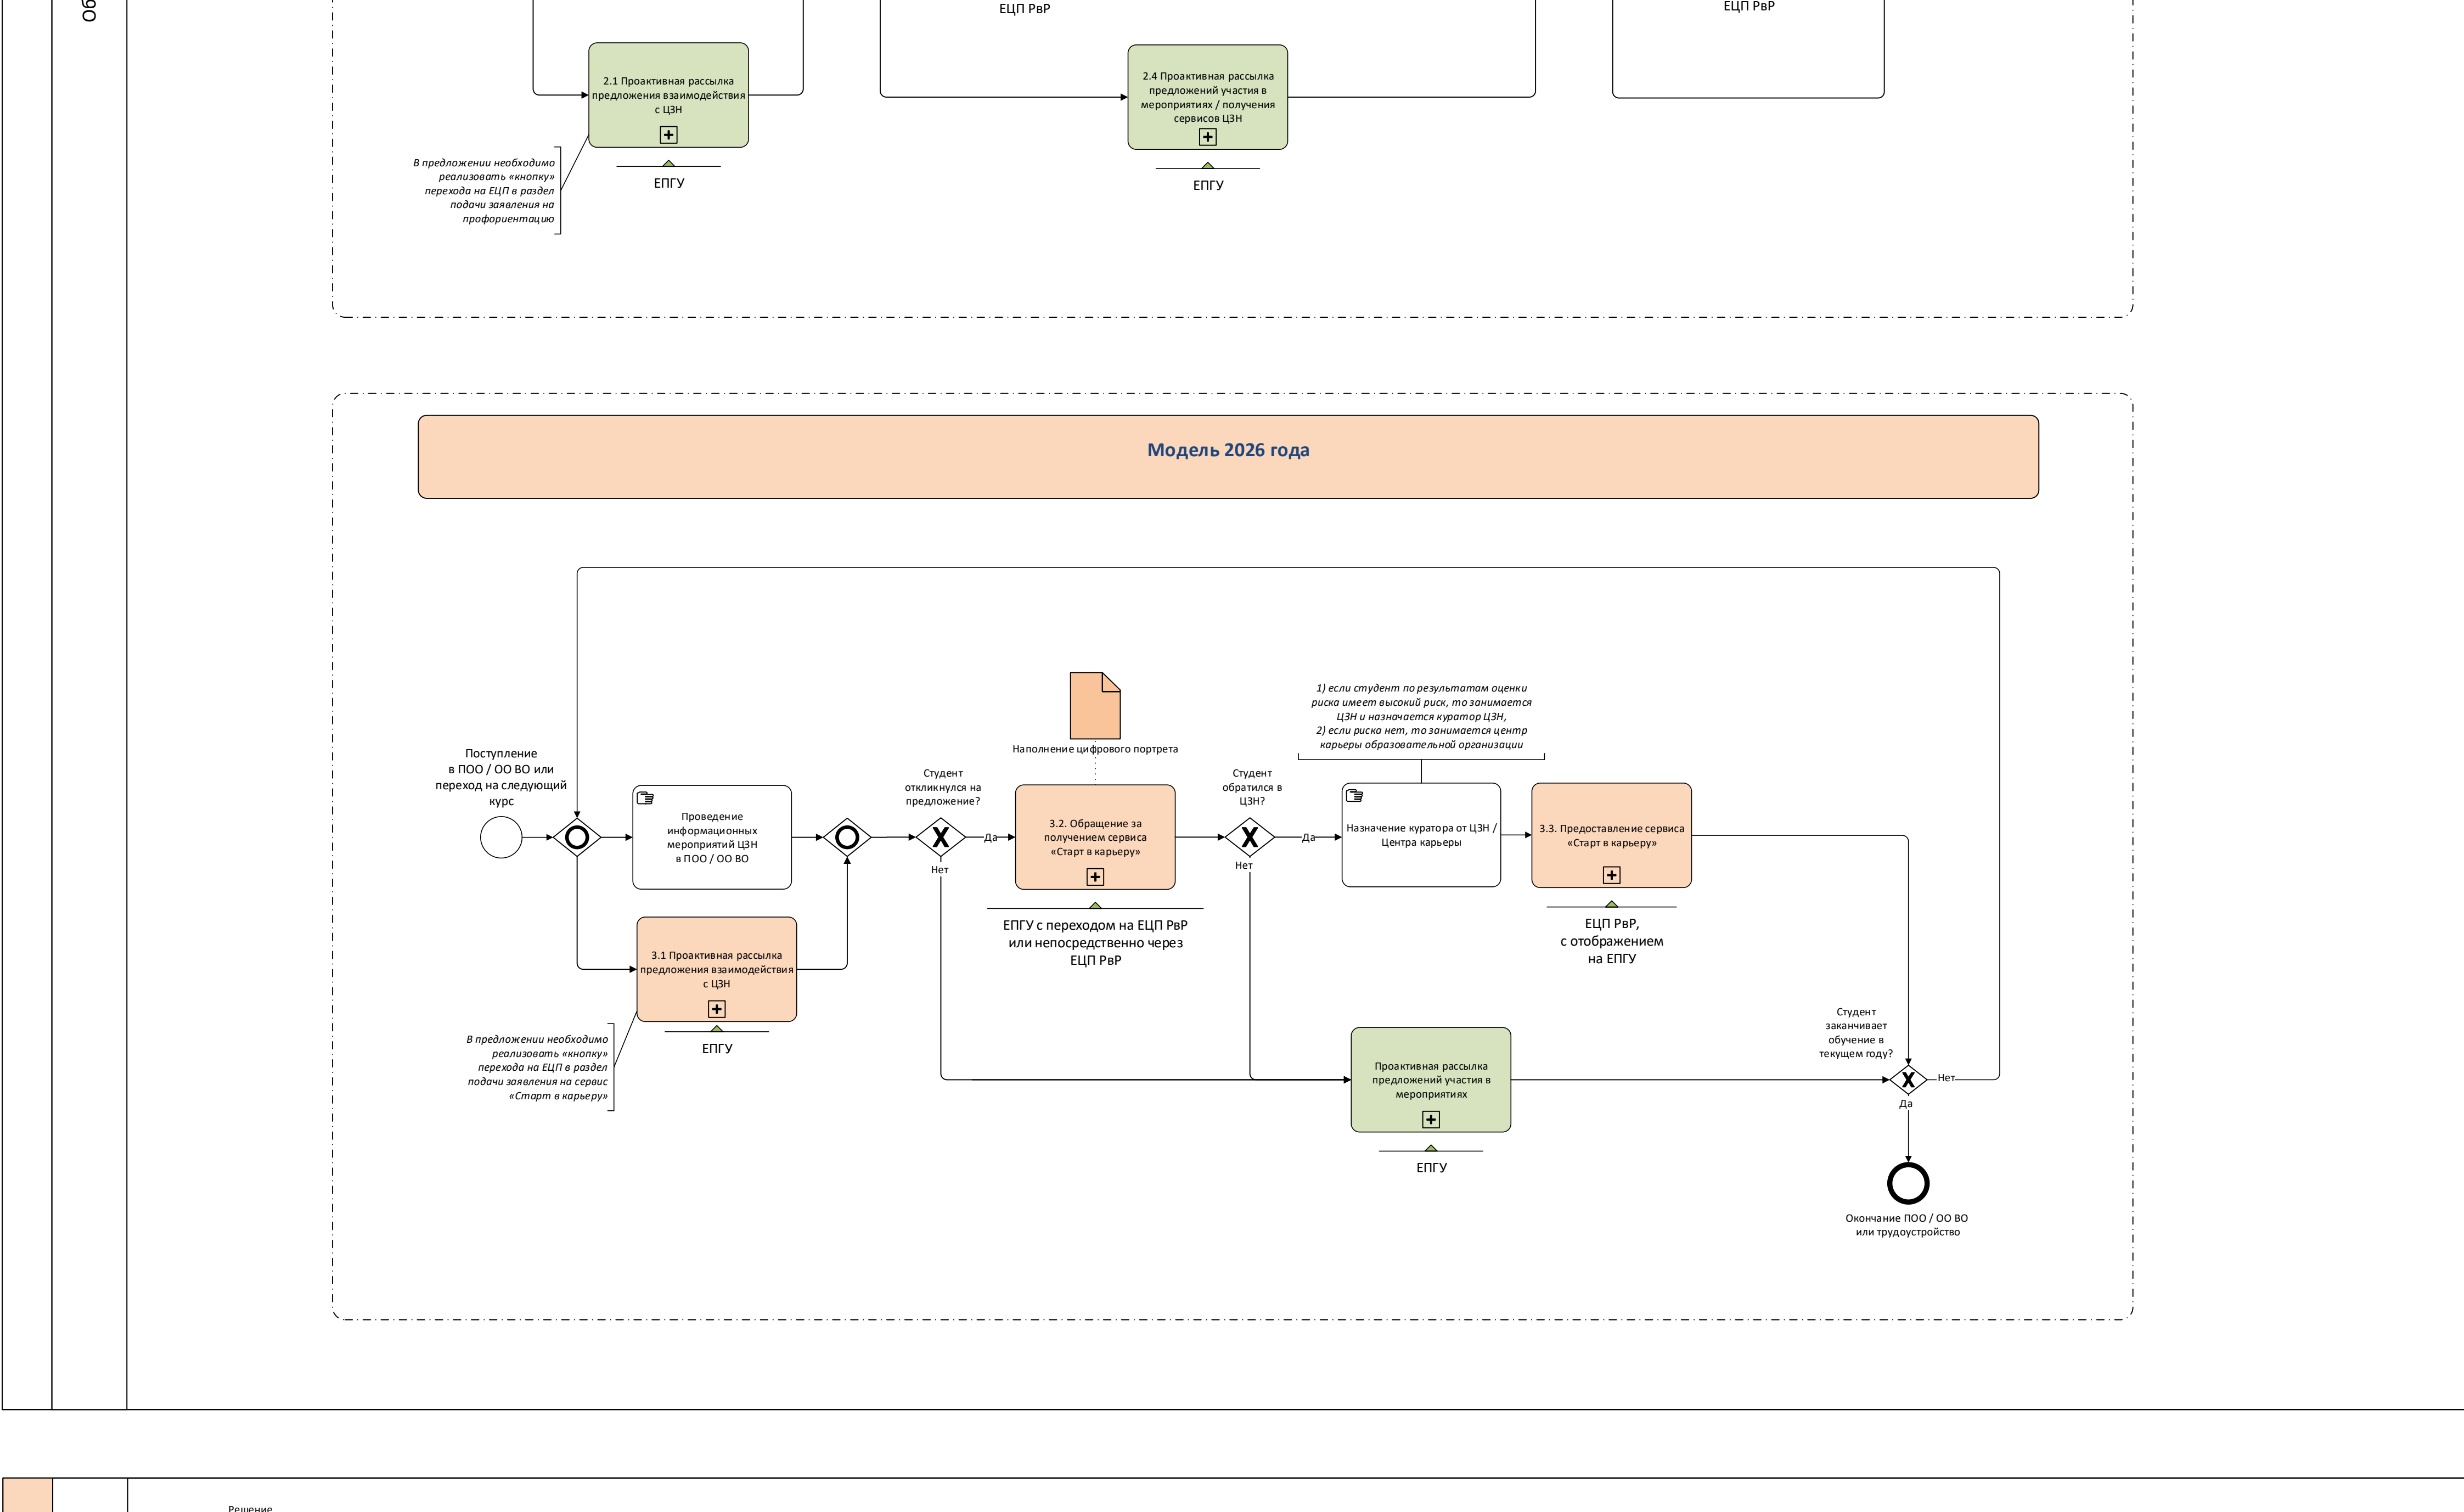 Об
ЕЦП РвР
ЕЦП РвР
2.1 Проактивная рассылка
предложения взаимодействия
с ЦЗН
ЕПГУ
В предложении необходимо
реализовать «кнопку»
перехода на ЕЦП в раздел
подачи заявления на
профориентацию
2.4 Проактивная рассылка
предложений участия в
мероприятиях / получения
сервисов ЦЗН
ЕПГУ
Модель 2026 года
Поступление
в ПОО / ОО ВО или
переход на следующий
курс
Проведение
информационных
мероприятий ЦЗН
в ПОО / ОО ВО
3.1 Проактивная рассылка
предложения взаимодействия
с ЦЗН
ЕПГУ
В предложении необходимо
реализовать «кнопку»
перехода на ЕЦП в раздел
подачи заявления на сервис
«Старт в карьеру»
Студент
откликнулся на
предложение?
Да
Нет
Наполнение цифрового портрета
3.2. Обращение за
получением сервиса
«Старт в карьеру»
ЕПГУ с переходом на ЕЦП РвР
или непосредственно через
ЕЦП РвР
Студент
обратился в
ЦЗН?
Да
Нет
1) если студент по результатам оценки
риска имеет высокий риск, то занимается
ЦЗН и назначается куратор ЦЗН,
2) если риска нет, то занимается центр
карьеры образовательной организации
Назначение куратора от ЦЗН /
Центра карьеры
3.3. Предоставление сервиса
«Старт в карьеру»
ЕЦП РвР,
с отображением
на ЕПГУ
Проактивная рассылка
предложений участия в
мероприятиях
ЕПГУ
Студент
заканчивает
обучение в
текущем году?
Нет
Да
Окончание ПОО / ОО ВО
или трудоустройство
Решение